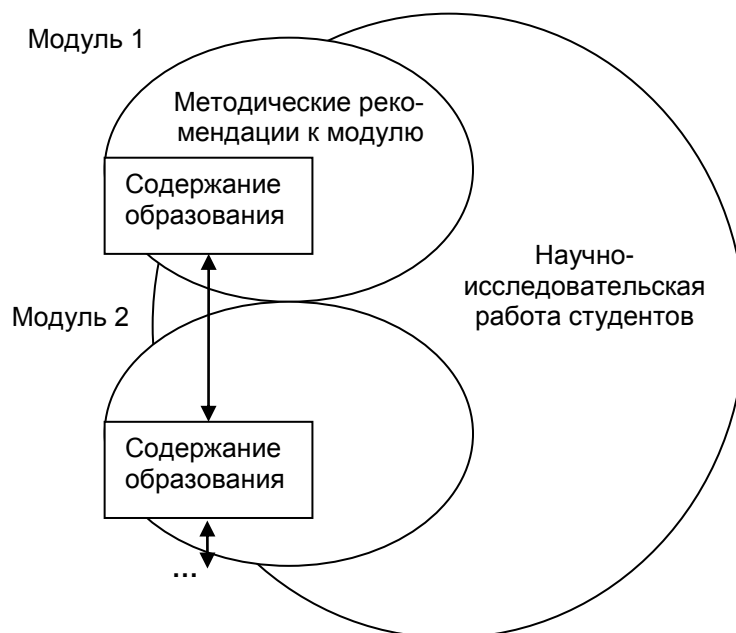 Модуль 1
Методические реко-
мендации к модулю
Содержание
образования
Научно-
исследовательская
работа студентов
Модуль 2
Содержание
образования
...